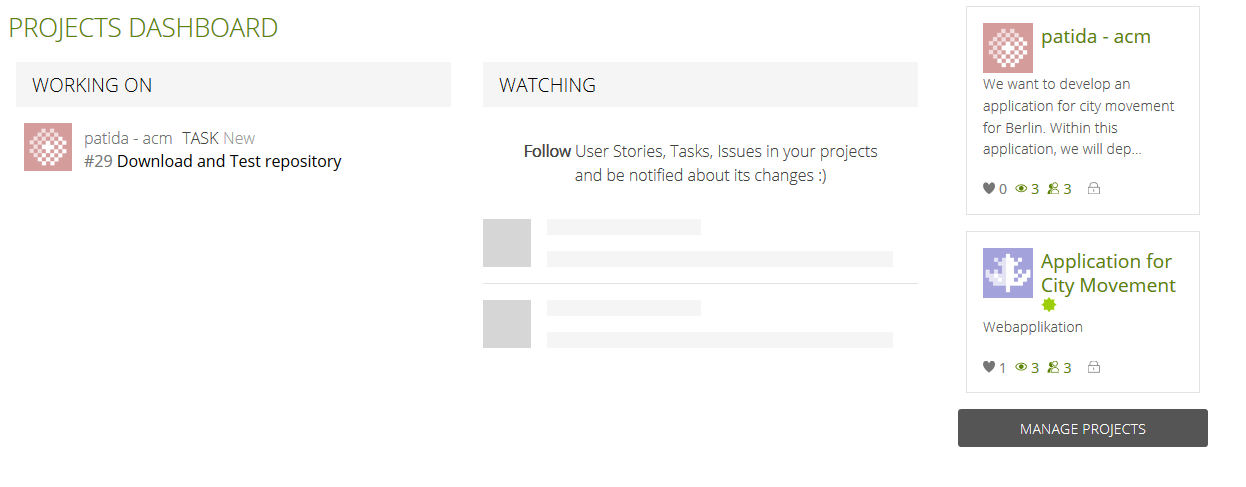 PROJECTS DASHBOARD
WORKING ON
patida - acm TASK New
#29 Download and Test repository
WATCHING
Follow User Stories, Tasks, Issues in your projects
and be notified about its changes :)
patida - acm
We want to develop an
application for city movement
for Berlin. Within this
application, we will dep...
0 3 3
Application for
City Movement
Webapplikation
1 3 3
MANAGE PROJECTS